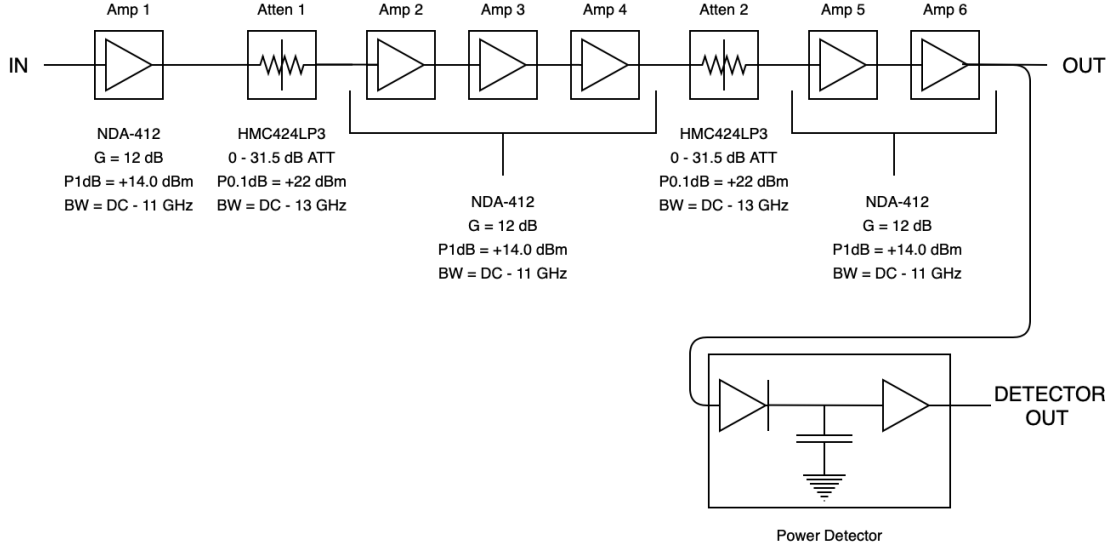 Amp 1
Atten 1
Amp 2
Amp 3
Amp 4
Atten 2
Amp 5
Amp 6
IN
OUT
NDA-412
G = 12 dB
P1dB = +14.0 dBm
BW = DC - 11 GHz
HMC424LP3
0 - 31.5 dB ATT
P0.1dB = +22 dBm
BW = DC - 13 GHz
NDA-412
G = 12 dB
P1dB = +14.0 dBm
BW = DC - 11 GHz
HMC424LP3
0 - 31.5 dB ATT
P0.1dB = +22 dBm
BW = DC - 13 GHz
NDA-412
G = 12 dB
P1dB = +14.0 dBm
BW = DC - 11 GHz
DETECTOR
OUT
Power Detector